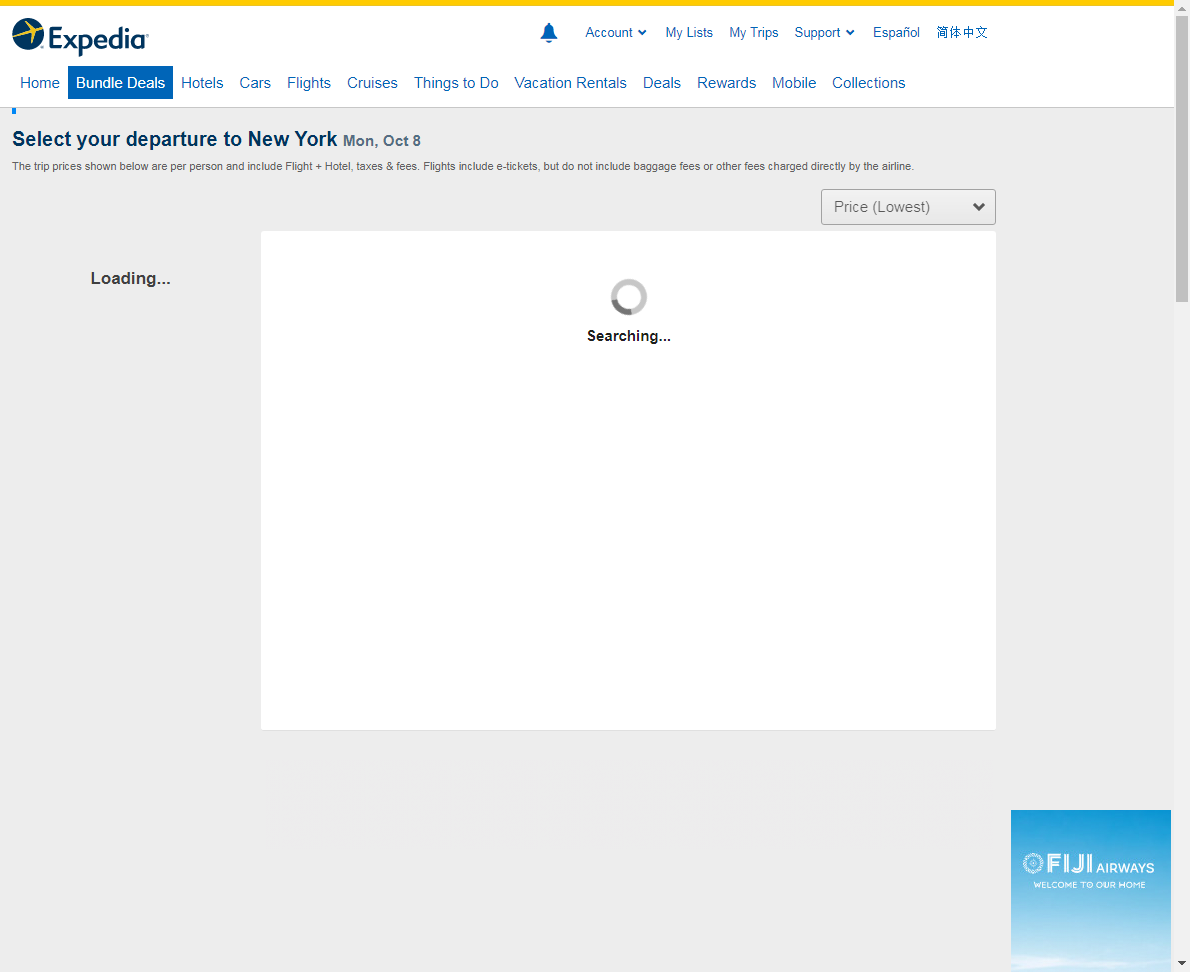 Expedia
Account My Lists My Trips Support Español 简体中文
Home Bundle Deals Hotels Cars Flights Cruises Things to Do Vacation Rentals Deals Rewards Mobile Collections
Select your departure to New York Mon, Oct 8
The trip prices shown below are per person and include Flight + Hotel, taxes & fees. Flights include e-tickets, but do not include baggage fees or other fees charged directly by the airline.
Price (Lowest)
Loading...
Searching...
FIJI AIRWAYS
WELCOME TO OUR HOME